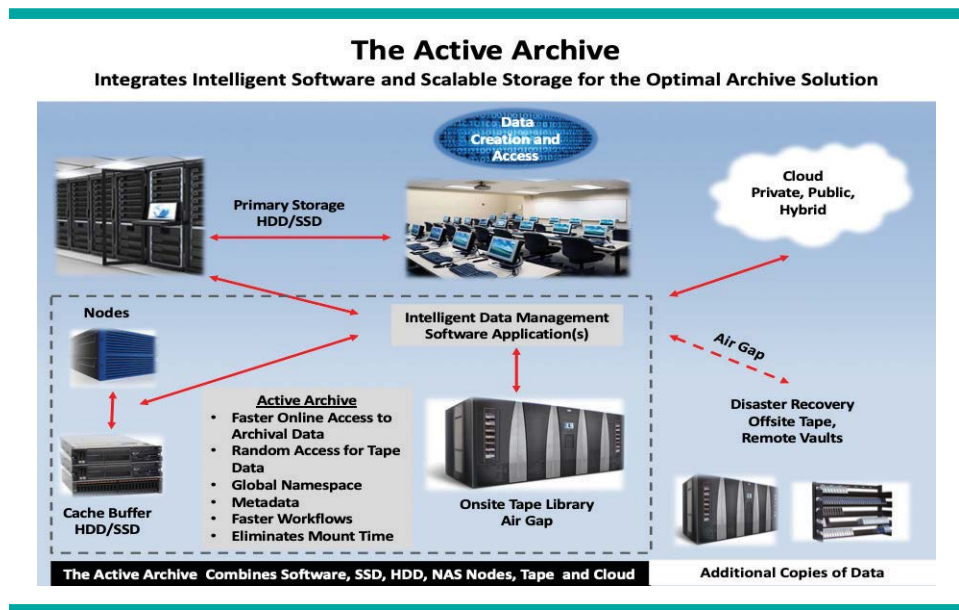 The Active Archive
Integrates Intelligent Software and Scalable Storage for the Optimal Archive Solution
Data
Creation and
Access
Cloud
Private, Public,
Hybrid
Primary Storage
HDD/SSD
Nodes
Intelligent Data Management
Software Application(s)
Air Gap
Active Archive
• Faster Online Access to
Archival Data
• Random Access for Tape
Data
• Global Namespace
• Metadata
• Faster Workflows
• Eliminates Mount Time
Disaster Recovery
Offsite Tape,
Remote Vaults
Cache Buffer
HDD/SSD
Onsite Tape Library
Air Gap
The Active Archive Combines Software, SSD, HDD, NAS Nodes, Tape and Cloud
Additional Copies of Data